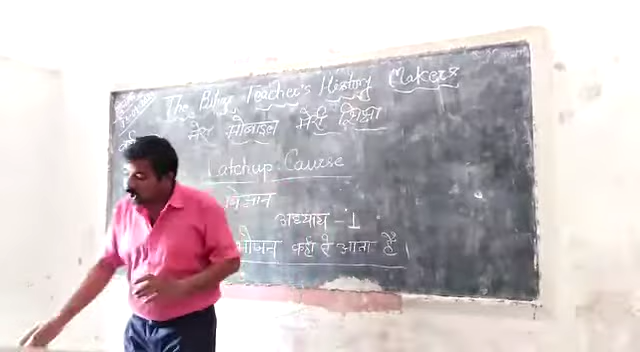 The Bihar Teacher's History Makers
मेरा मोबाइल मेरी शिक्षा
Catchup Course
विज्ञान
अध्याय -1
भोजन कहाँ से आता है।